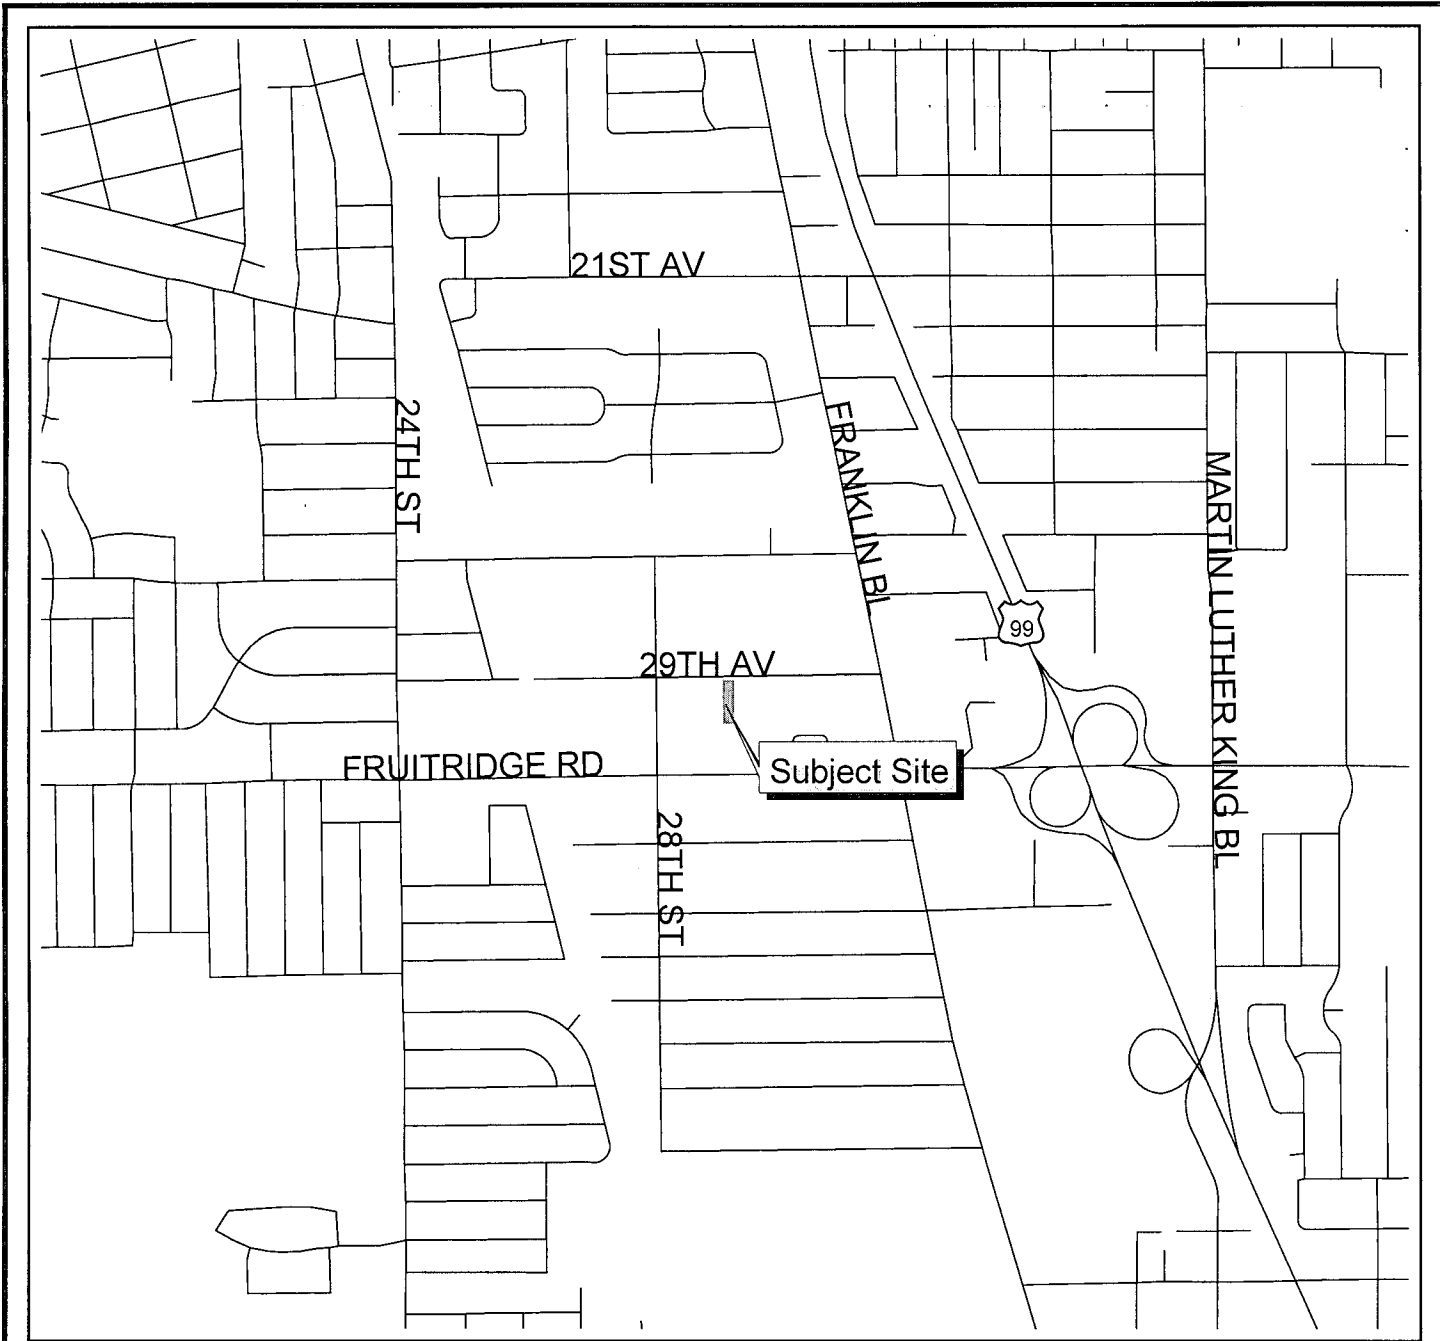 21ST AV
24TH ST
FRANKLIN BL
MARTIN LUTHER KING BL
99
29TH AV
FRUITRIDGE RD
Subject Site
28TH ST